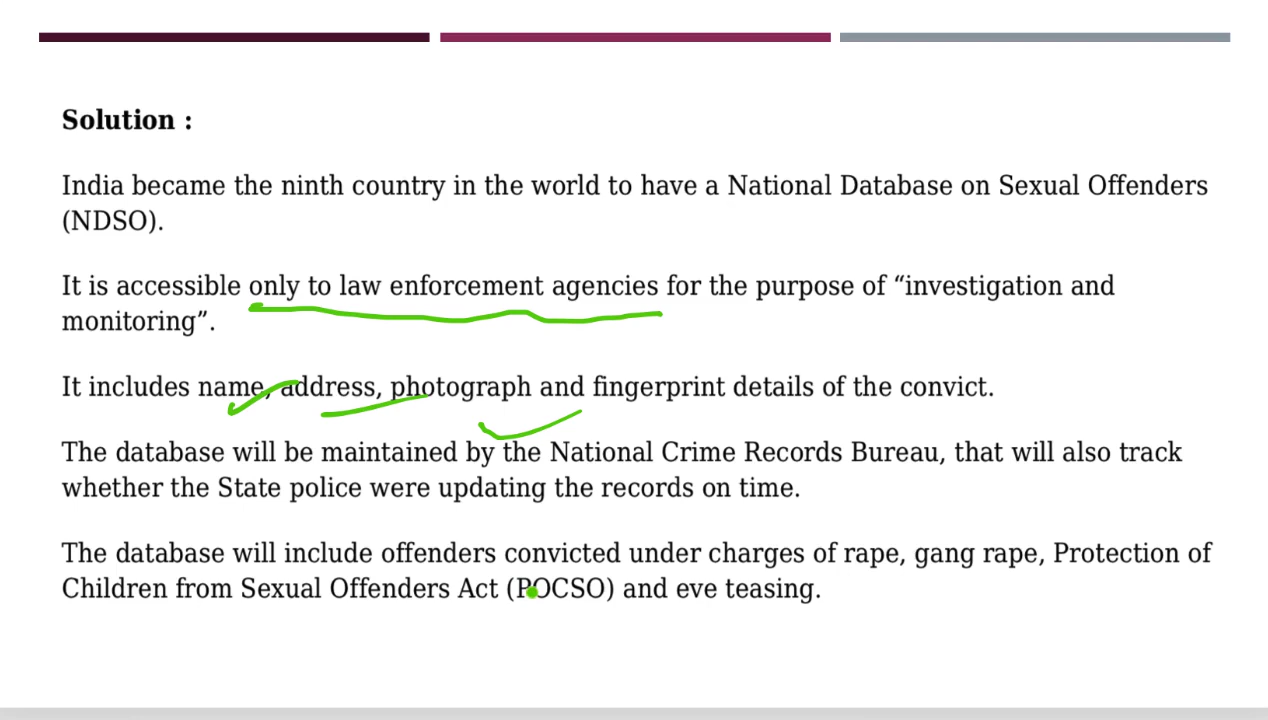 Solution :
India became the ninth country in the world to have a National Database on Sexual Offenders
(NDSO).
It is accessible only to law enforcement agencies for the purpose of “investigation and
monitoring”.
It includes name, address, photograph and fingerprint details of the convict.
The database will be maintained by the National Crime Records Bureau, that will also track
whether the State police were updating the records on time.
The database will include offenders convicted under charges of rape, gang rape, Protection of
Children from Sexual Offenders Act (POCSO) and eve teasing.